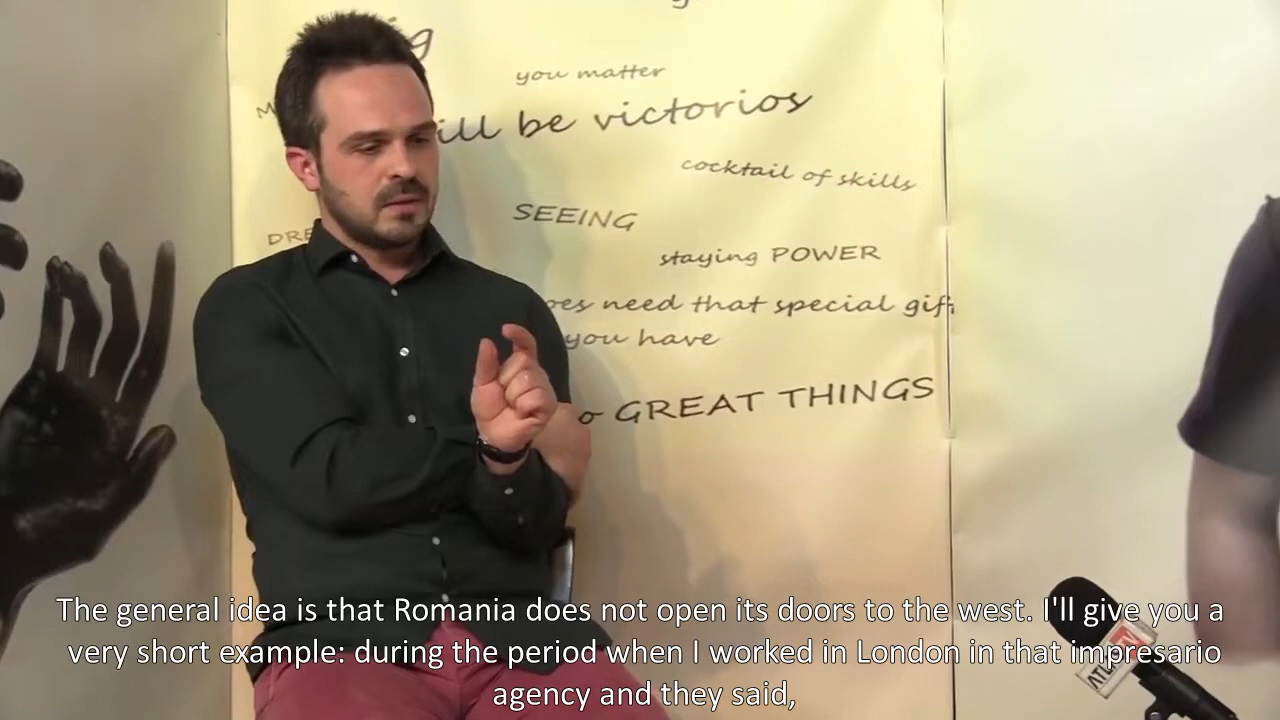 you matter
ill be victorios
cocktail of skills
SEEING
staying POWER
need that special gift
you have
GREAT THINGS
The general idea is that Romania does not open its doors to the west. I'll give you a
very short example: during the period when I worked in London in that impresario
agency and they said,